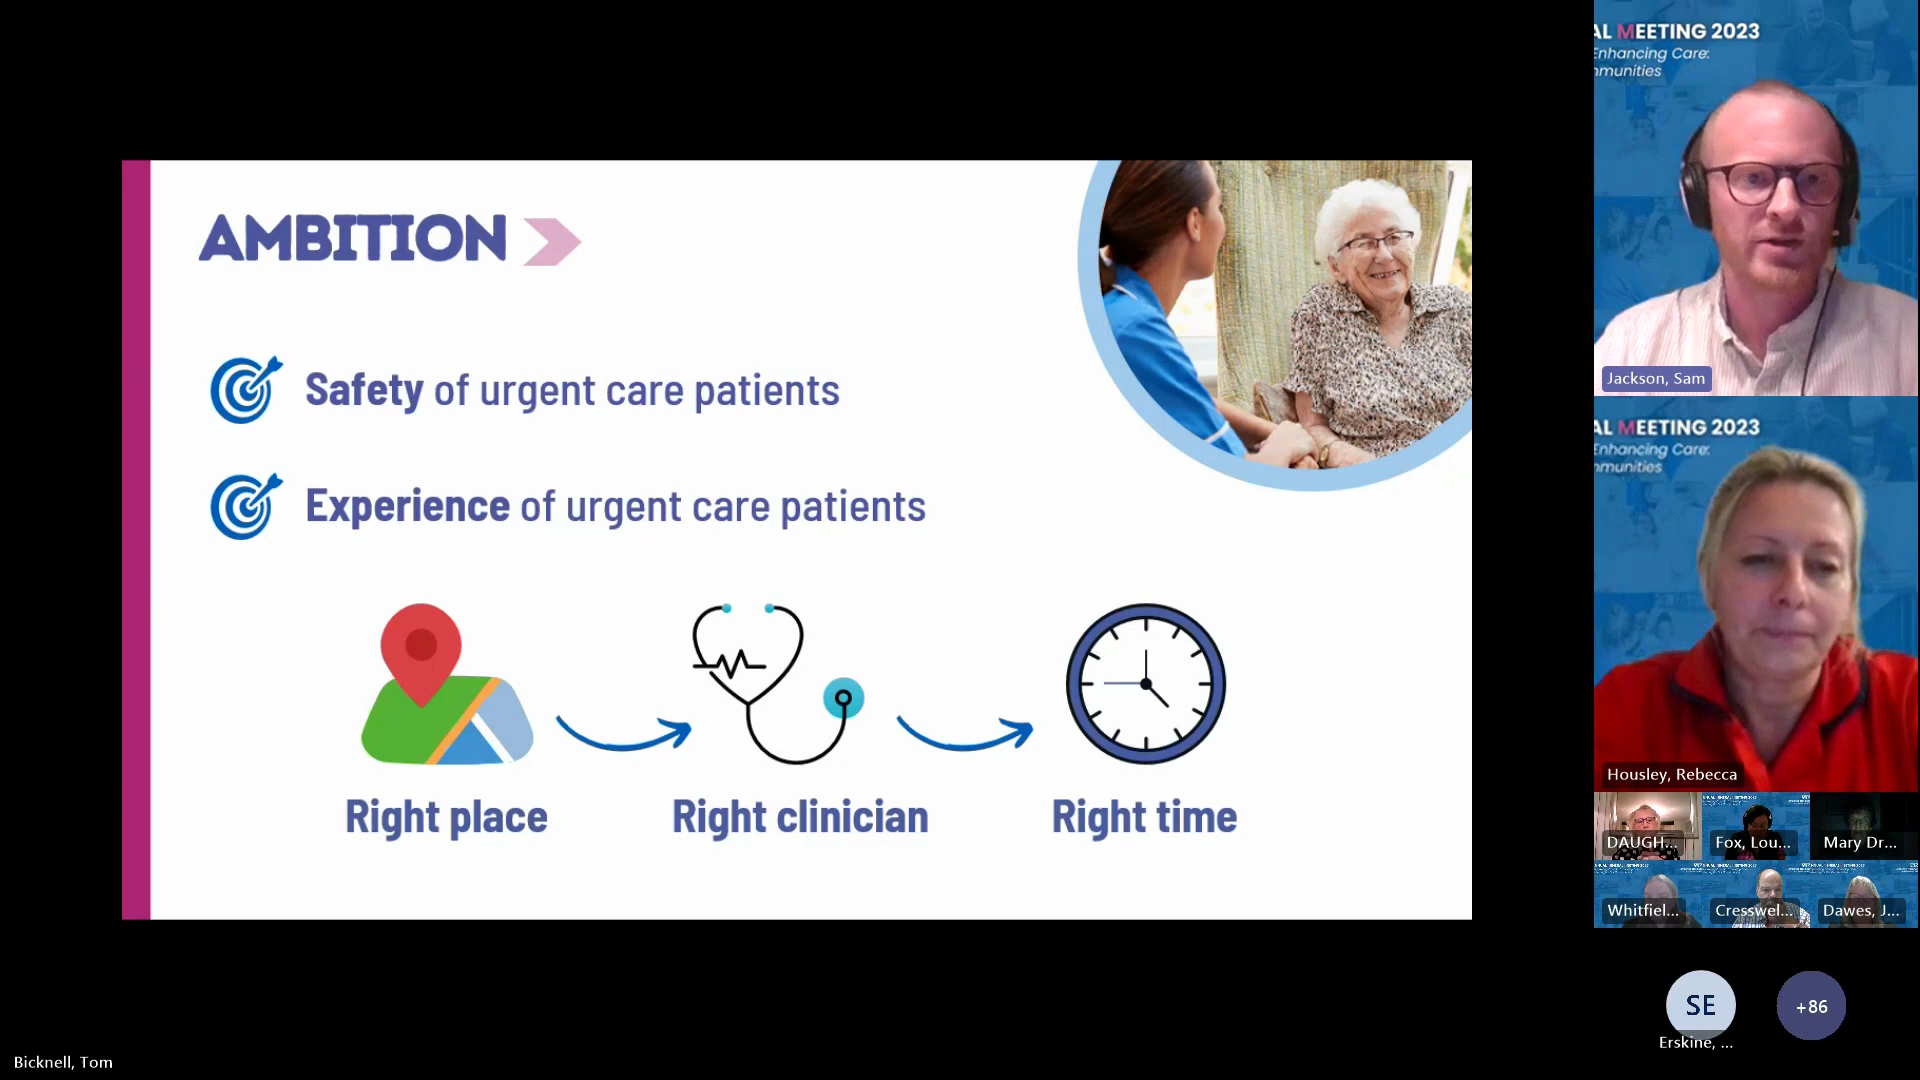 AMBITION
Safety of urgent care patients
Experience of urgent care patients
Right place
Right clinician
Right time
AL MEETING 2023
Enhancing Care:
mmunities
Jackson, Sam
AL MEETING 2023
Enhancing Care:
mmunities
Housley, Rebecca
DAUGH...
Fox, Lou...
Mary Dr...
Whitfiel...
Cresswel...
Dawes, J...
SE
+86
Erskine, ...
Bicknell, Tom